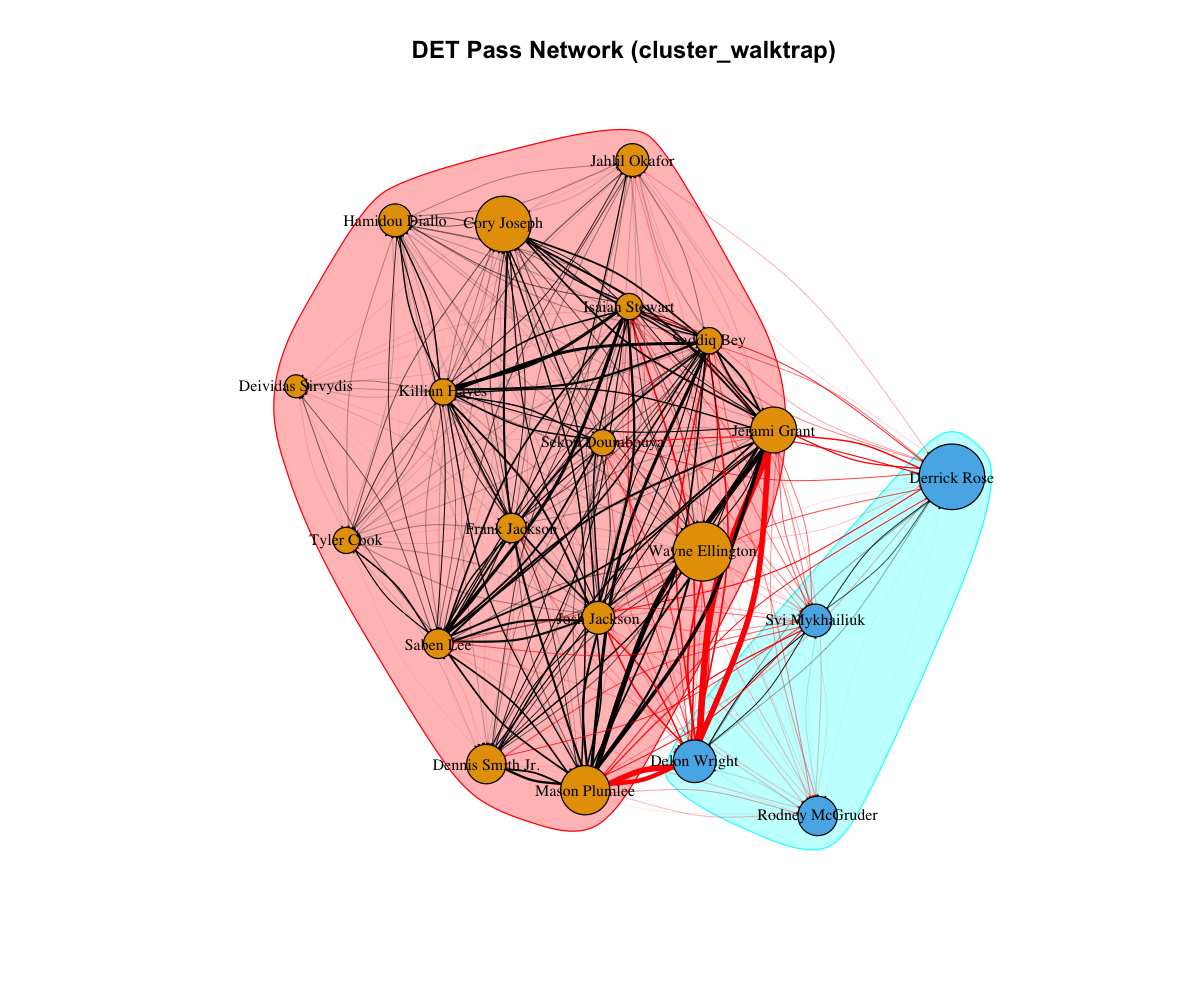 DET Pass Network (cluster_walktrap)
Jahlil Okafor
Hamidou Diallo
Cory Joseph
Isaiah Stewart
Saddiq Bey
Deividas Sirvydis
Killian Hayes
Jerami Grant
Sekou Doumbouya
Derrick Rose
Frank Jackson
Tyler Cook
Wayne Ellington
Josh Jackson
Svi Mykhailiuk
Saben Lee
Dennis Smith Jr.
Delon Wright
Mason Plumlee
Rodney McGruder